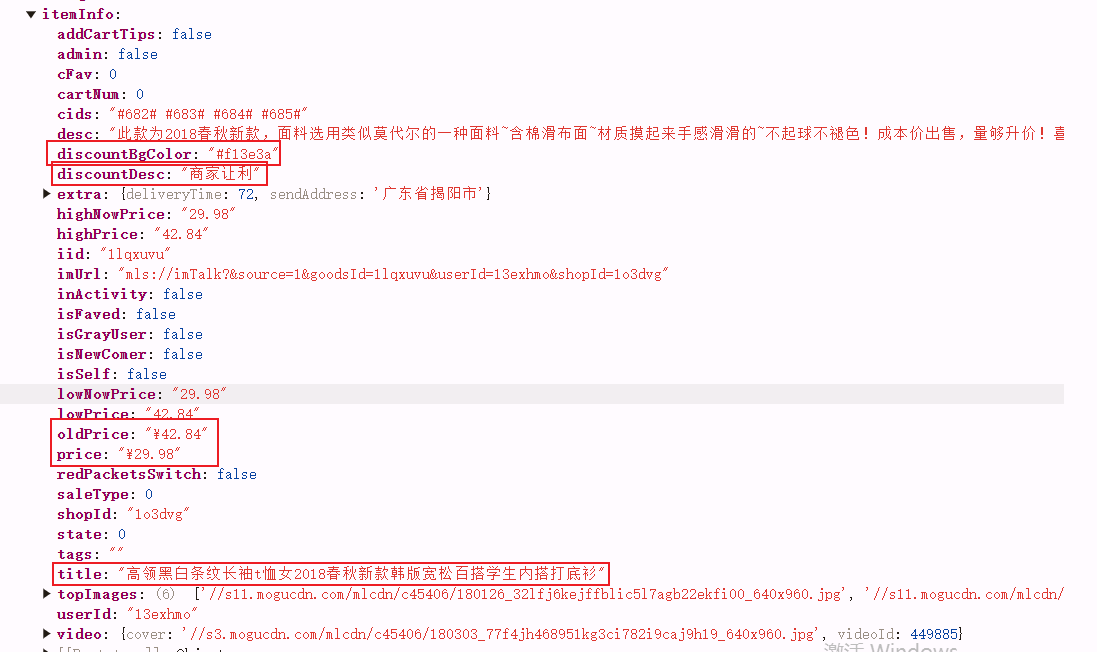 ▼ itemInfo:
addCartTips: false
admin: false
cFav: 0
cartNum: 0
cids: "#682# #683# #684# #685#"
desc: "此款为2018春秋新款，面料选用类似莫代尔的一种面料~含棉滑布面~材质摸起来手感滑滑的~不起球不褪色！成本价出售，量够升价！喜
discountBgColor: "#f13e3a"
discountDesc: "商家让利"
▶ extra: {deliveryTime: 72, sendAddress: '广东省揭阳市'}
highNowPrice: "29.98"
highPrice: "42.84"
iid: "1lqxuvu"
imUrl: "mls://imTalk?&source=1&goodsId=1lqxuvu&userId=13exhmo&shopId=1o3dvg"
inActivity: false
isFaved: false
isGrayUser: false
isNewComer: false
isSelf: false
lowNowPrice: "29.98"
lowPrice: "42.84"
oldPrice: "¥42.84"
price: "¥29.98"
redPacketsSwitch: false
saleType: 0
shopId: "1o3dvg"
state: 0
tags: ""
title: "高领黑白条纹长袖t恤女2018春秋新款韩版宽松百搭学生内搭打底衫"
▶ topImages: (6) ['//s11.mogucdn.com/mlcdn/c45406/180126_32lfj6kejffblic5l7agb22ekfi00_640x960.jpg', '//s11.mogucdn.com/mlcdn/
userId: "13exhmo"
▶ video: {cover: '//s3.mogucdn.com/mlcdn/c45406/180303_77f4jh468951kg3ci782i9caj9h19_640x960.jpg', videoId: 449885}
激活 Windows